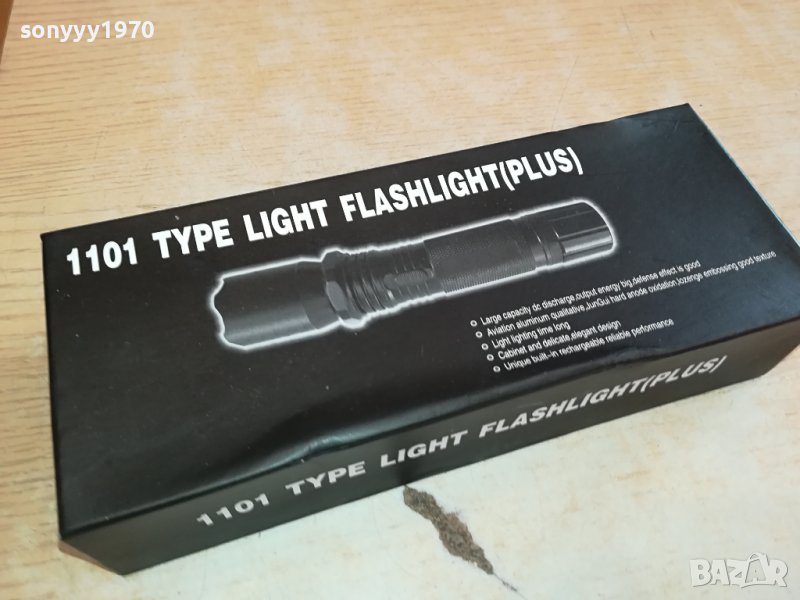 sonyyy1970
1101 TYPE LIGHT FLASHLIGHT(PLUS)
Large capacity dc discharge,output energy big,defense effect is good
Aviation aluminum qualitative,JunGui hard anode oxidation,lozenge embossing good texture
Light lighting time long
Cabinet and delicate,elegant design
Unique built-in rechargeable reliable performance
1101 TYPE LIGHT FLASHLIGHT(PLUS)
BAZAR